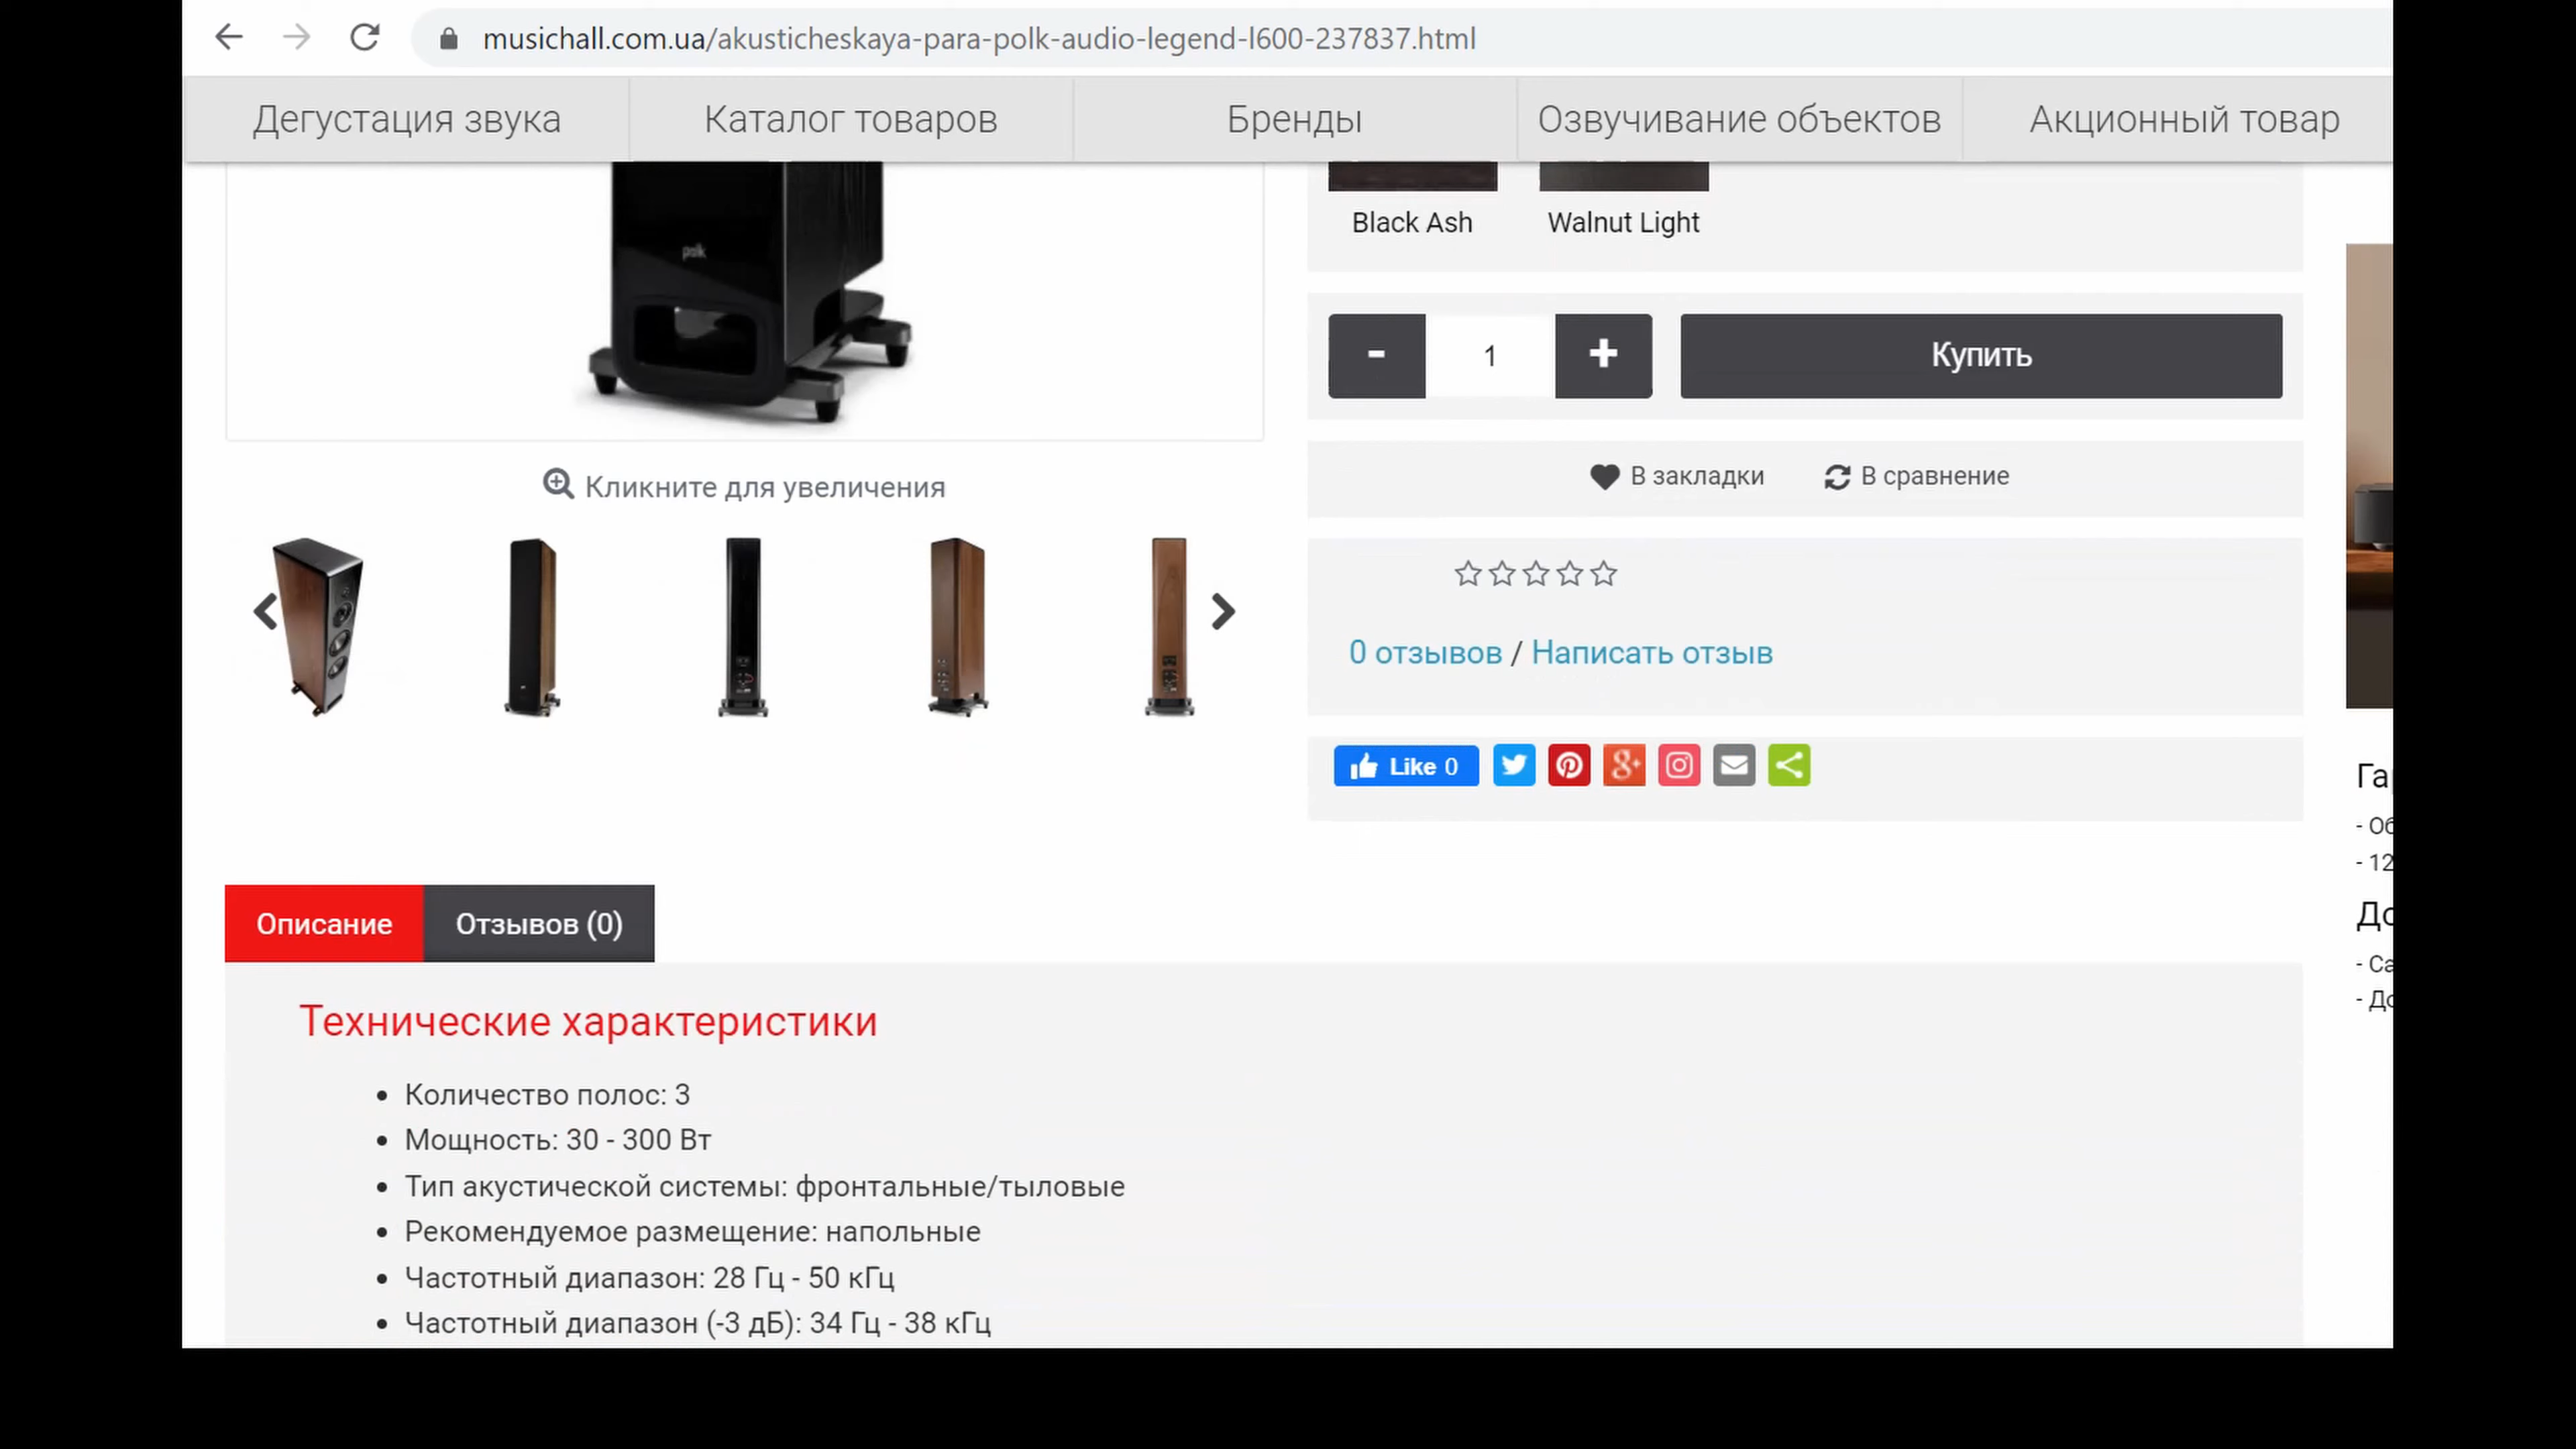 musichall.com.ua/akusticheskaya-para-polk-audio-legend-l600-237837.html
Дегустация звука
Каталог товаров
Бренды
Озвучивание объектов
Акционный товар
polk
Black Ash
Walnut Light
- 1 +
Купить
Кликните для увеличения
В закладки
В сравнение
0 отзывов / Написать отзыв
Like 0
Описание
Отзывов (0)
Технические характеристики
• Количество полос: 3
• Мощность: 30 - 300 Вт
• Тип акустической системы: фронтальные/тыловые
• Рекомендуемое размещение: напольные
• Частотный диапазон: 28 Гц - 50 кГц
• Частотный диапазон (-3 дБ): 34 Гц - 38 кГц
- 12